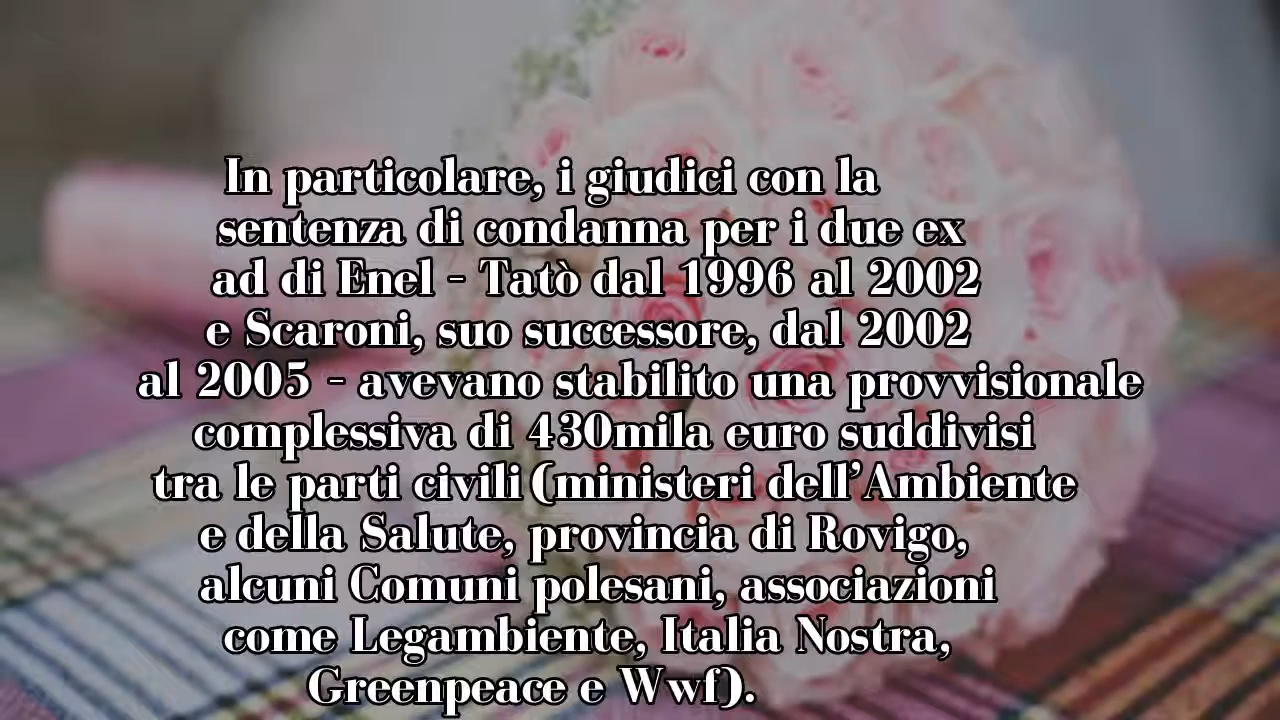 In particolare, i giudici con la
sentenza di condanna per i due ex
ad di Enel - Tatò dal 1996 al 2002
e Scaroni, suo successore, dal 2002
al 2005 - avevano stabilito una provvisionale
complessiva di 430mila euro suddivisi
tra le parti civili (ministeri dell’Ambiente
e della Salute, provincia di Rovigo,
alcuni Comuni polesani, associazioni
come Legambiente, Italia Nostra,
Greenpeace e Wwf).